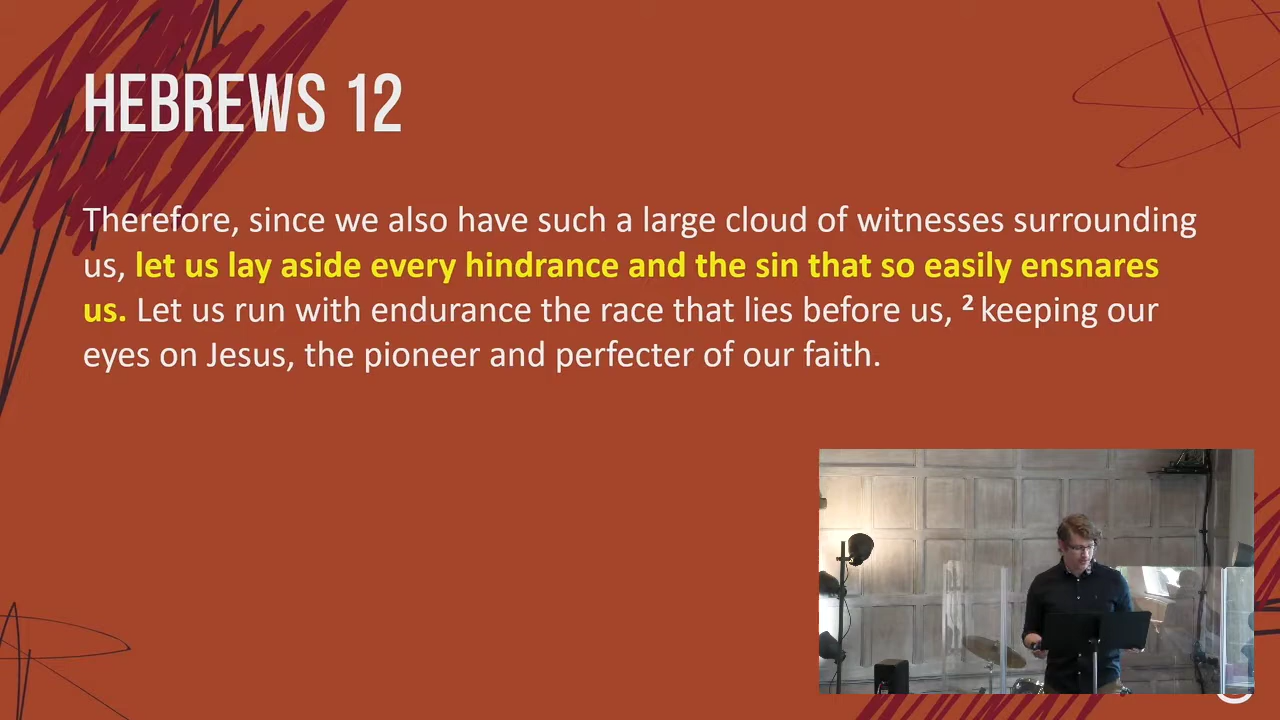 HEBREWS 12
Therefore, since we also have such a large cloud of witnesses surrounding
us, let us lay aside every hindrance and the sin that so easily ensnares
us. Let us run with endurance the race that lies before us, ² keeping our
eyes on Jesus, the pioneer and perfecter of our faith.